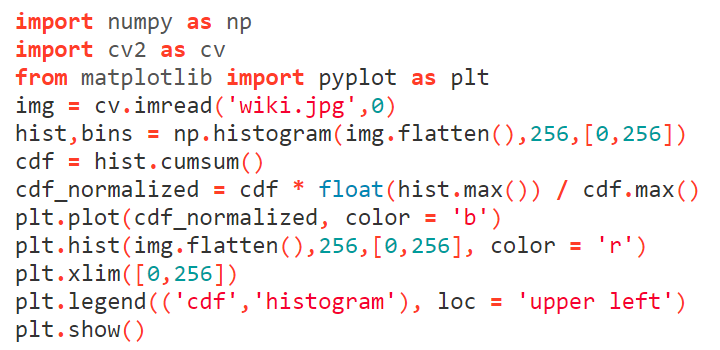 import numpy as np
import cv2 as cv
from matplotlib import pyplot as plt
img = cv.imread('wiki.jpg',0)
hist,bins = np.histogram(img.flatten(),256,[0,256])
cdf = hist.cumsum()
cdf_normalized = cdf * float(hist.max()) / cdf.max()
plt.plot(cdf_normalized, color = 'b')
plt.hist(img.flatten(),256,[0,256], color = 'r')
plt.xlim([0,256])
plt.legend(('cdf','histogram'), loc = 'upper left')
plt.show()